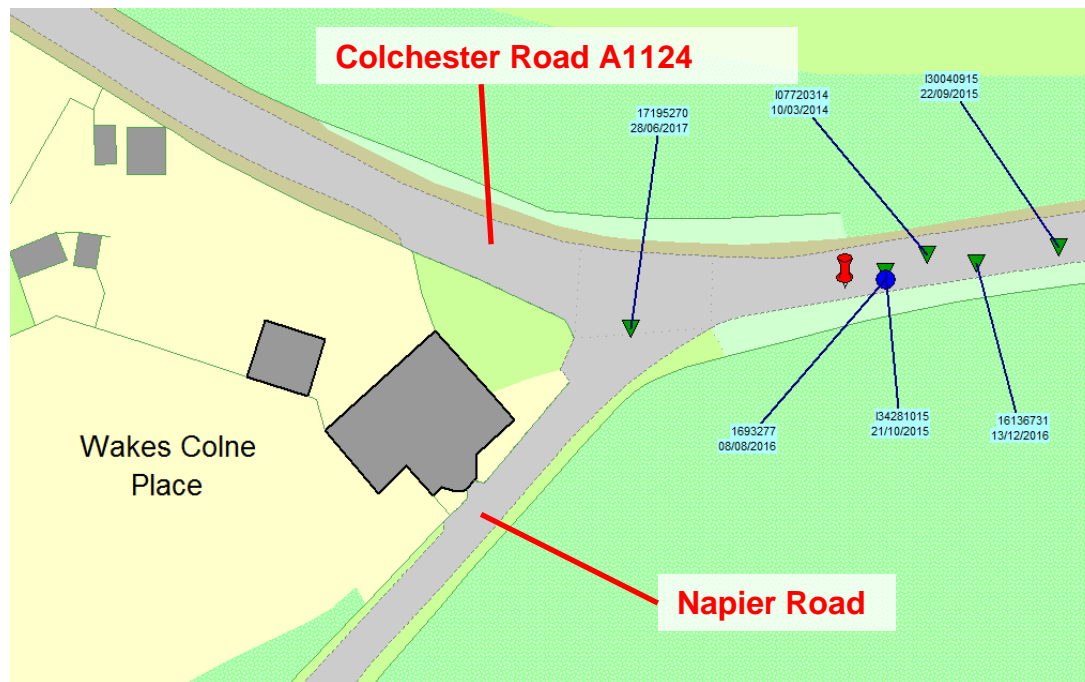 Colchester Road A1124
I30040915
22/09/2015
I07720314
10/03/2014
17195270
28/06/2017
1693277
08/08/2016
I34281015
21/10/2015
16136731
13/12/2016
Wakes Colne
Place
Napier Road